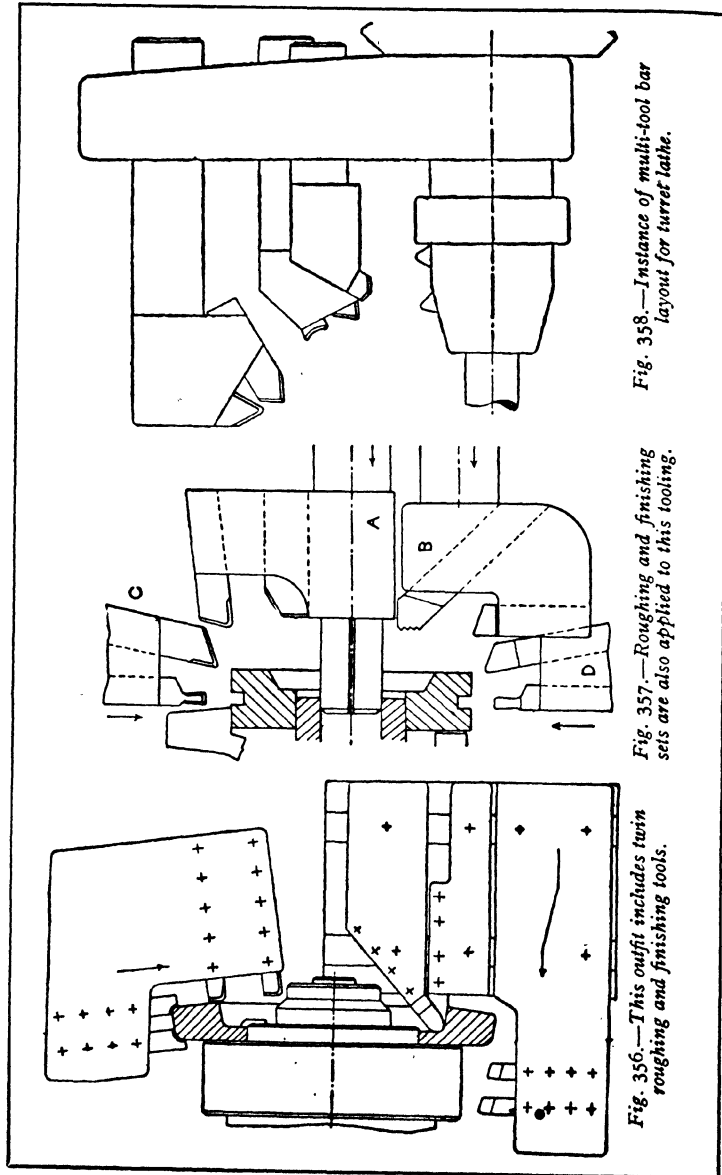 Fig. 356.—This outfit includes twin
roughing and finishing tools.
C
A
B
D
Fig. 357.—Roughing and finishing
sets are also applied to this tooling.
Fig. 358.—Instance of multi-tool bar
layout for turret lathe.